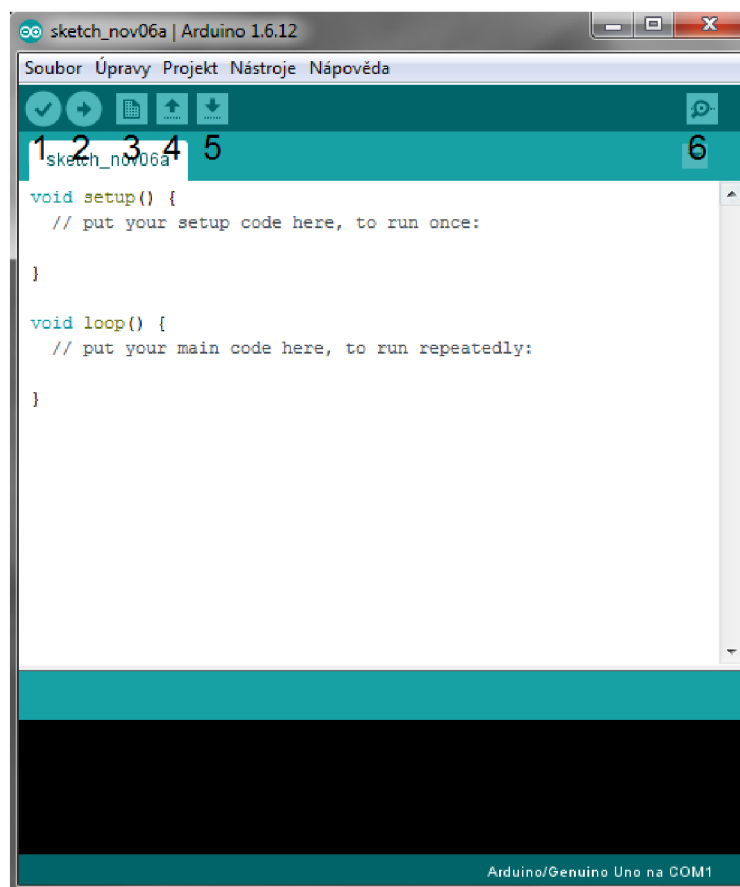 sketch_nov06a | Arduino 1.6.12
Soubor Úpravy Projekt Nástroje Nápověda
1 2 3 4 5 6
sketch_nov06a
void setup() {
// put your setup code here, to run once:
}
void loop() {
// put your main code here, to run repeatedly:
}
Arduino/Genuino Uno na COM1